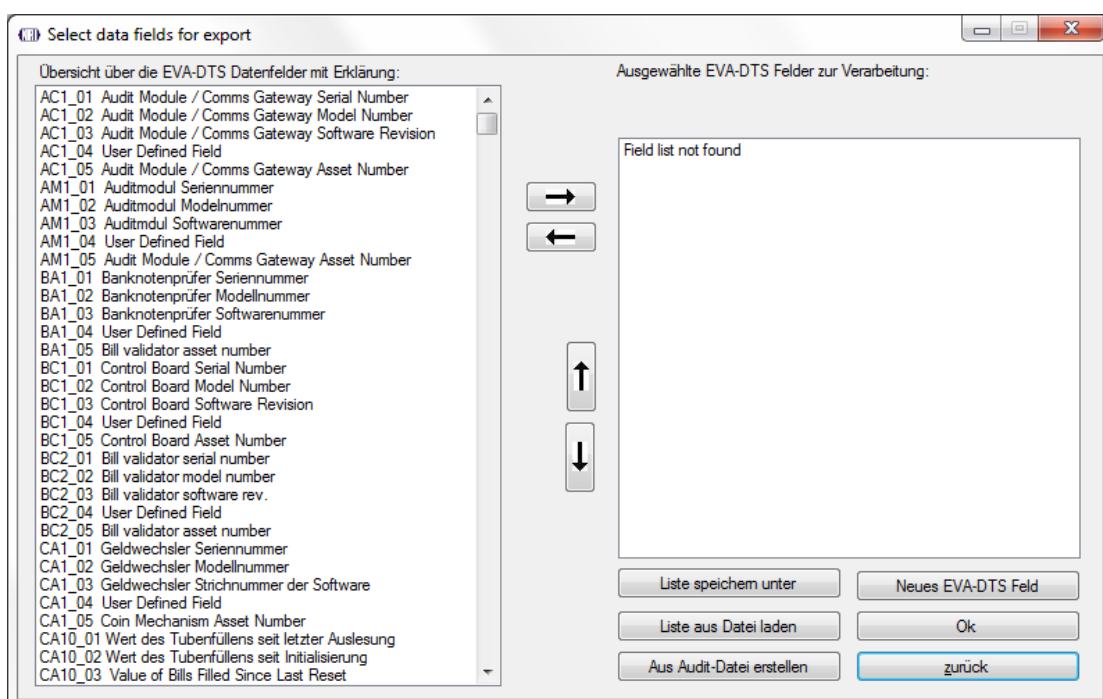 Select data fields for export
Übersicht über die EVA-DTS Datenfelder mit Erklärung:
AC1_01 Audit Module / Comms Gateway Serial Number
AC1_02 Audit Module / Comms Gateway Model Number
AC1_03 Audit Module / Comms Gateway Software Revision
AC1_04 User Defined Field
AC1_05 Audit Module / Comms Gateway Asset Number
AM1_01 Auditmodul Seriennummer
AM1_02 Auditmodul Modelnummer
AM1_03 Auditmdul Softwarenummer
AM1_04 User Defined Field
AM1_05 Audit Module / Comms Gateway Asset Number
BA1_01 Banknotenprüfer Seriennummer
BA1_02 Banknotenprüfer Modellnummer
BA1_03 Banknotenprüfer Softwarenummer
BA1_04 User Defined Field
BA1_05 Bill validator asset number
BC1_01 Control Board Serial Number
BC1_02 Control Board Model Number
BC1_03 Control Board Software Revision
BC1_04 User Defined Field
BC1_05 Control Board Asset Number
BC2_01 Bill validator serial number
BC2_02 Bill validator model number
BC2_03 Bill validator software rev.
BC2_04 User Defined Field
BC2_05 Bill validator asset number
CA1_01 Geldwechsler Seriennummer
CA1_02 Geldwechsler Modellnummer
CA1_03 Geldwechsler Strichnummer der Software
CA1_04 User Defined Field
CA1_05 Coin Mechanism Asset Number
CA10_01 Wert des Tubenfüllens seit letzter Auslesung
CA10_02 Wert des Tubenfüllens seit Initialisierung
CA10_03 Value of Bills Filled Since Last Reset
Ausgewählte EVA-DTS Felder zur Verarbeitung:
Field list not found
Liste speichern unter
Neues EVA-DTS Feld
Liste aus Datei laden
Ok
Aus Audit-Datei erstellen
zurück